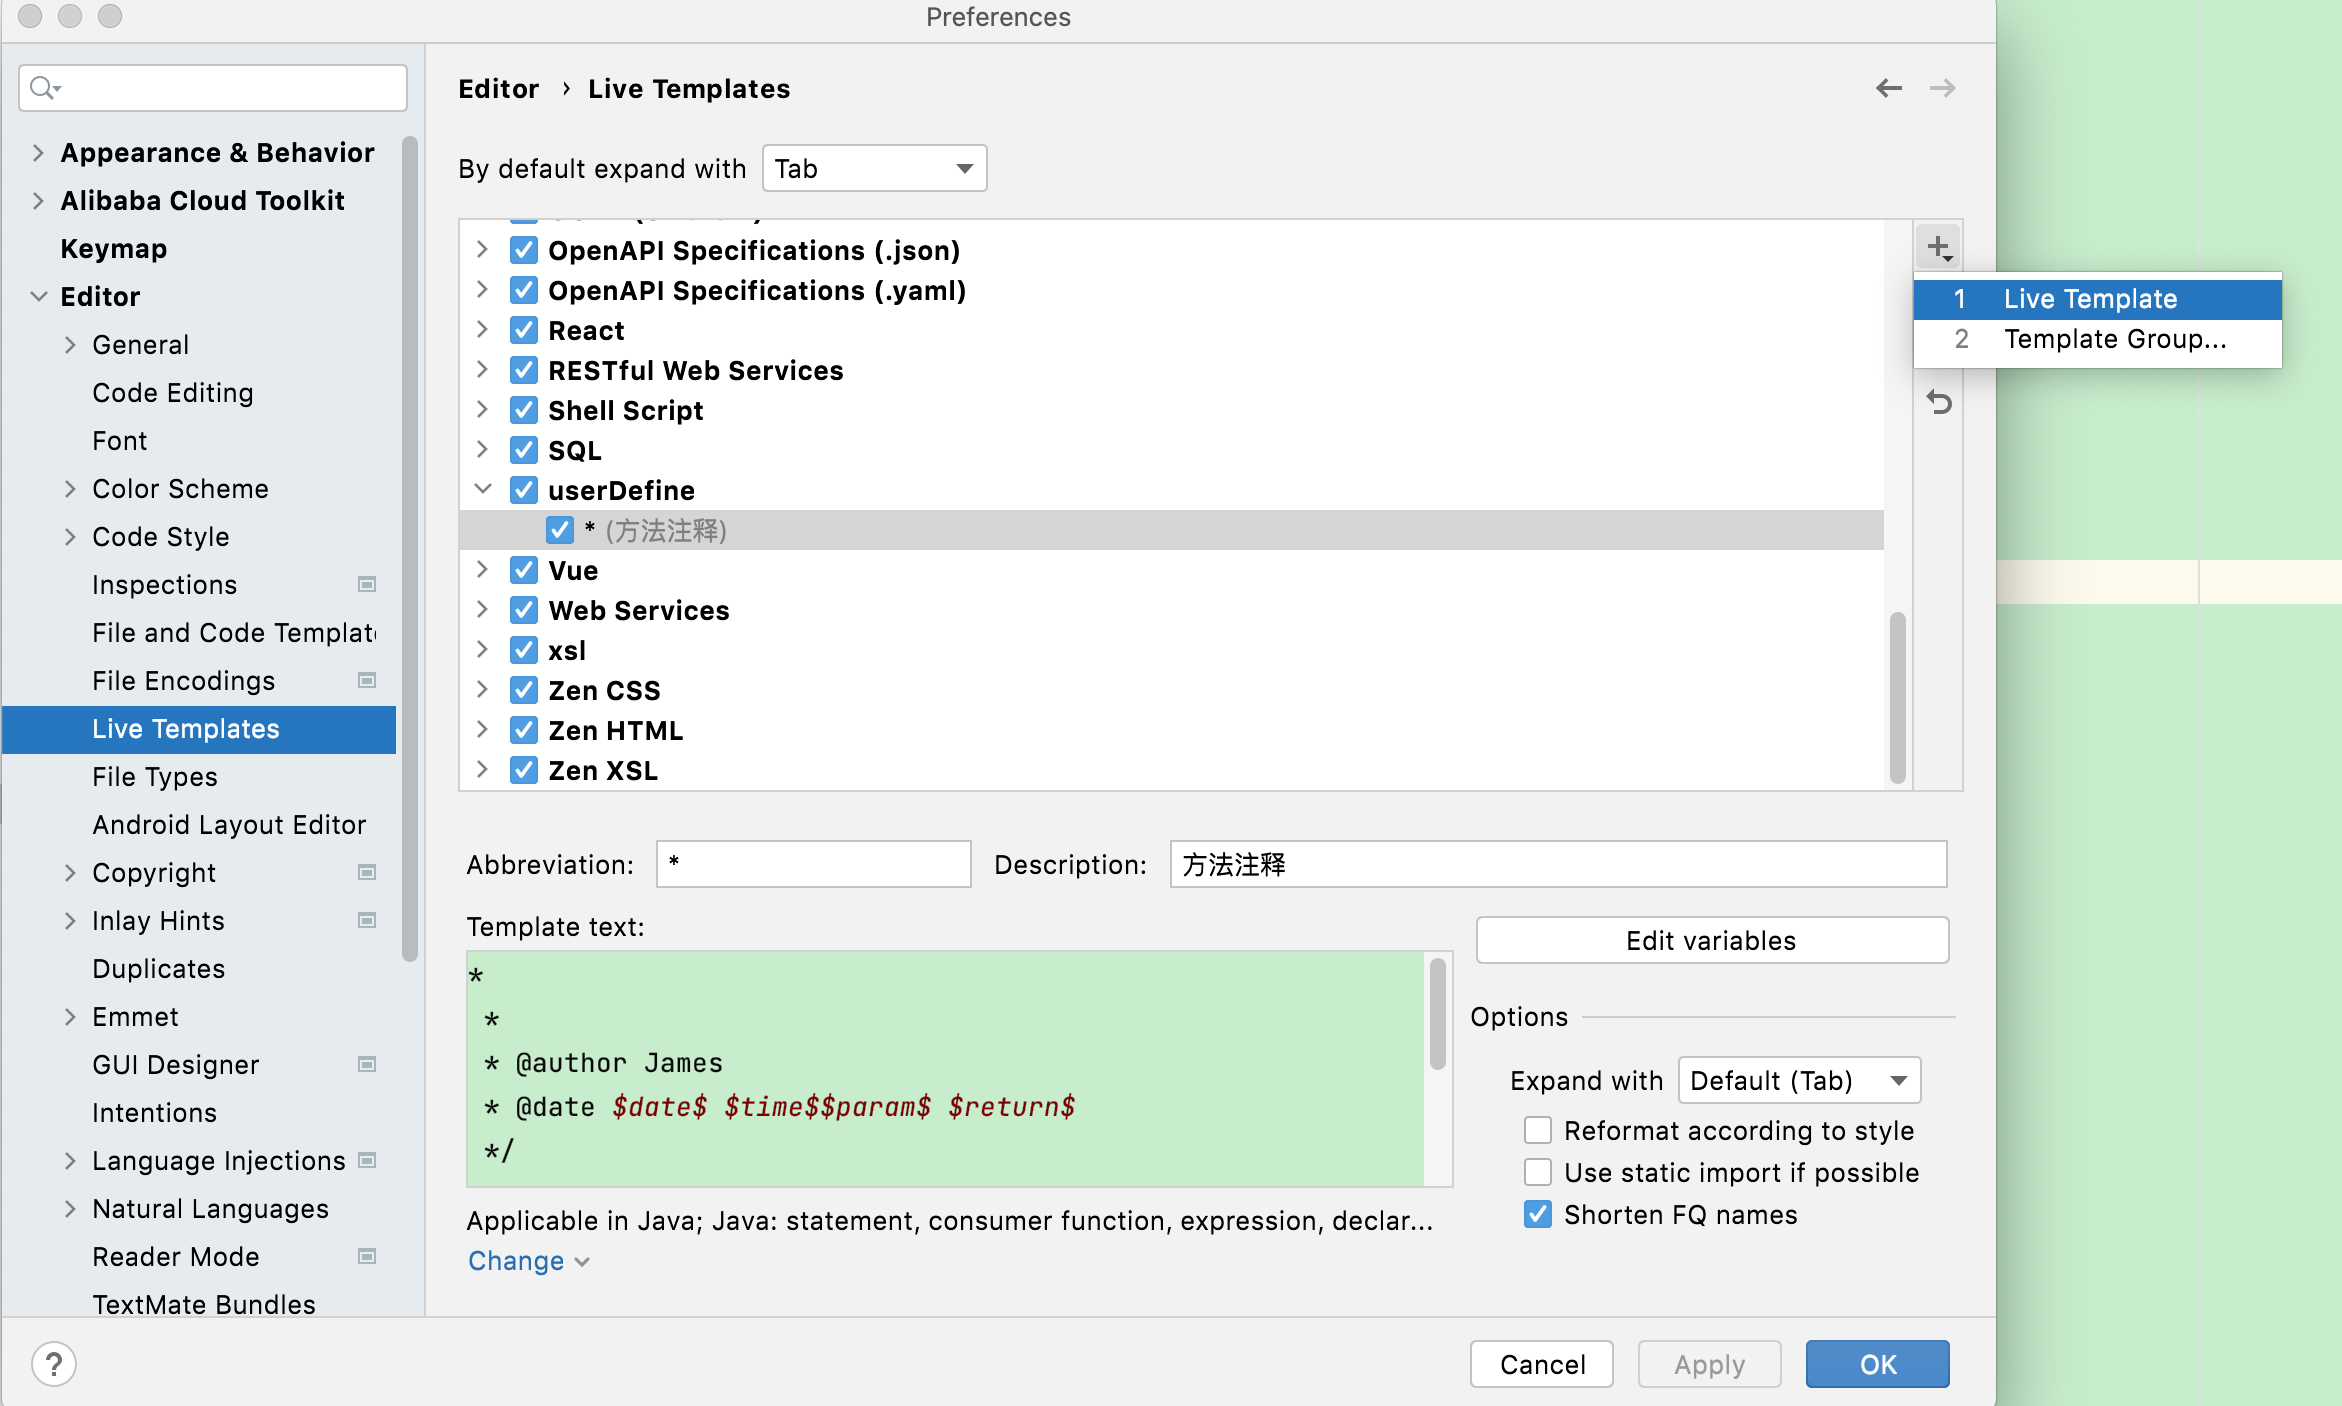 Preferences
Editor › Live Templates
By default expand with Tab
Appearance & Behavior
Alibaba Cloud Toolkit
Keymap
Editor
General
Code Editing
Font
Color Scheme
Code Style
Inspections
File and Code Templat
File Encodings
Live Templates
File Types
Android Layout Editor
Copyright
Inlay Hints
Duplicates
Emmet
GUI Designer
Intentions
Language Injections
Natural Languages
Reader Mode
TextMate Bundles
OpenAPI Specifications (.json)
OpenAPI Specifications (.yaml)
React
RESTful Web Services
Shell Script
SQL
userDefine
* (方法注释)
Vue
Web Services
xsl
Zen CSS
Zen HTML
Zen XSL
1 Live Template
2 Template Group...
Abbreviation: * Description: 方法注释
Template text:
*
*
* @author James
* @date $date$ $time$$param$ $return$
*/
Edit variables
Options
Expand with Default (Tab)
Reformat according to style
Use static import if possible
Shorten FQ names
Applicable in Java; Java: statement, consumer function, expression, declar...
Change
?
Cancel Apply OK